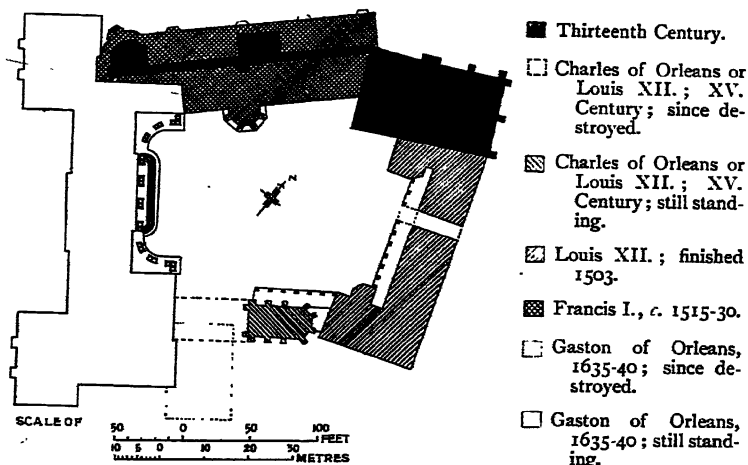 Thirteenth Century.
Charles of Orleans or
Louis XII.; XV.
Century; since de-
stroyed.
Charles of Orleans or
Louis XII.; XV.
Century; still stand-
ing.
Louis XII.; finished
1503.
Francis I., c. 1515-30.
Gaston of Orleans,
1635-40; since de-
stroyed.
Gaston of Orleans,
1635-40; still stand-
ing.
N
SCALE OF
50 0 50 100
FEET
10 5 0 10 20 30
METRES